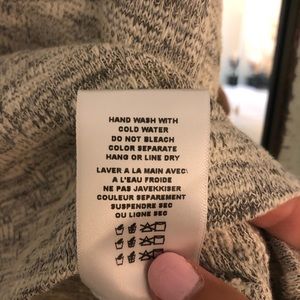 HAND WASH WITH
COLD WATER
DO NOT BLEACH
COLOR SEPARATE
HANG OR LINE DRY
LAVER A LA MAIN AVEC
A L'EAU FROIDE
NE PAS JAVEKKISER
COULEUR SEPAREMENT
SUSPENDRE SEC
OU LIGNE SEC